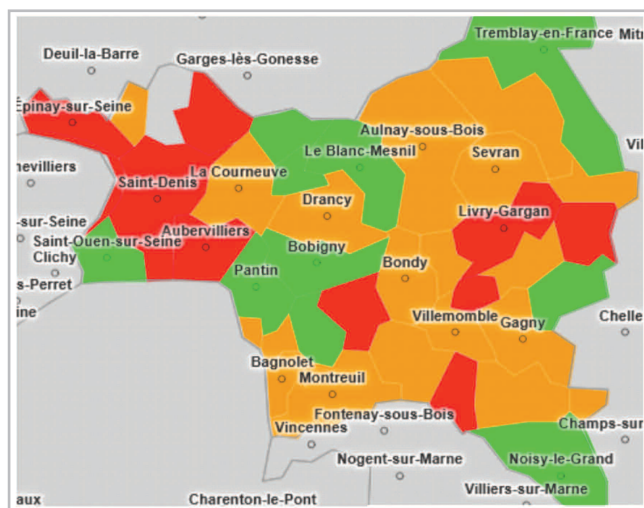 Tremblay-en-France
Mitr
Deuil-la-Barre
Garges-lès-Gonesse
Épinay-sur-Seine
Aulnay-sous-Bois
Vil
Le Blanc-Mesnil
Sevran
nevilliers
La Courneuve
Saint-Denis
Drancy
Livry-Gargan
-sur-Seine
Aubervilliers
Saint-Ouen-sur-Seine
Bobigny
Clichy
Pantin
Bondy
s-Perret
ine
Villemomble
Gagny
Chelle
Bagnolet
Montreuil
Fontenay-sous-Bois
Vincennes
Champs-sur-
Nogent-sur-Marne
Noisy-le-Grand
Villiers-sur-Marne
aux
Charenton-le-Pont